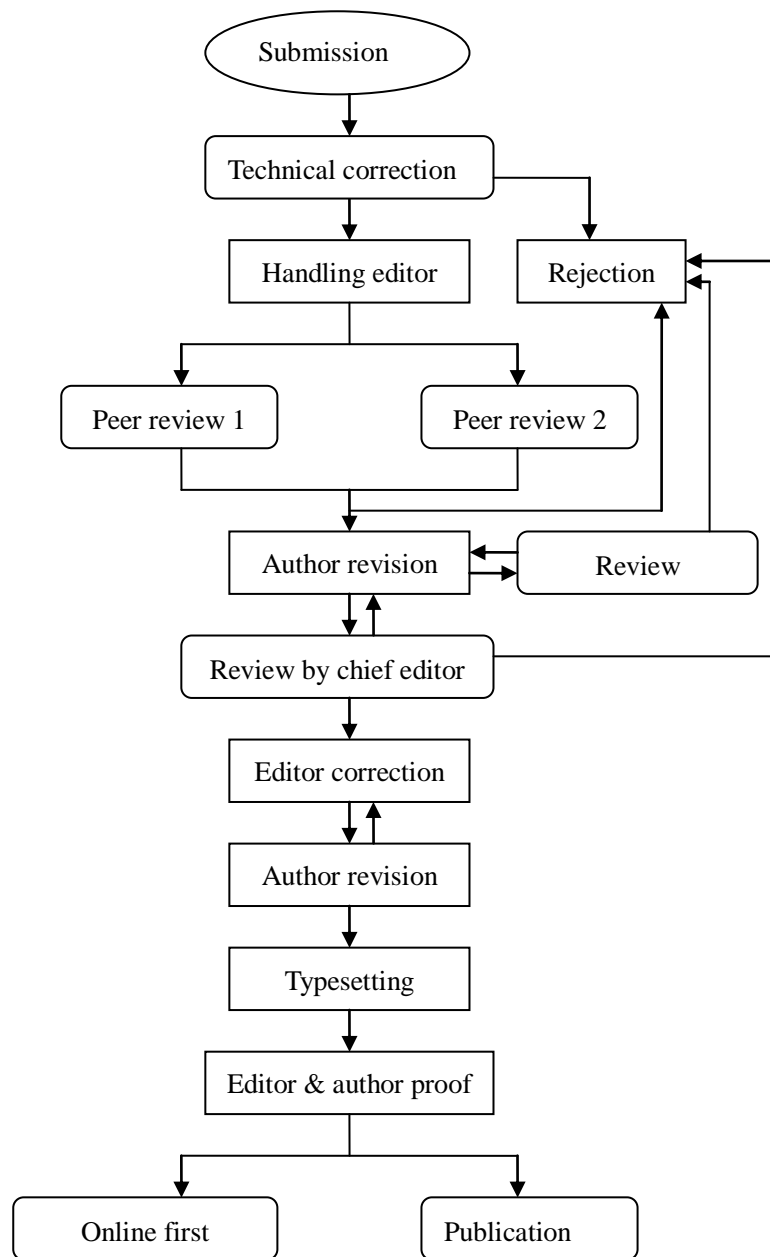 Submission
Technical correction
Handling editor
Rejection
Peer review 1
Peer review 2
Author revision
Review
Review by chief editor
Editor correction
Author revision
Typesetting
Editor & author proof
Online first
Publication